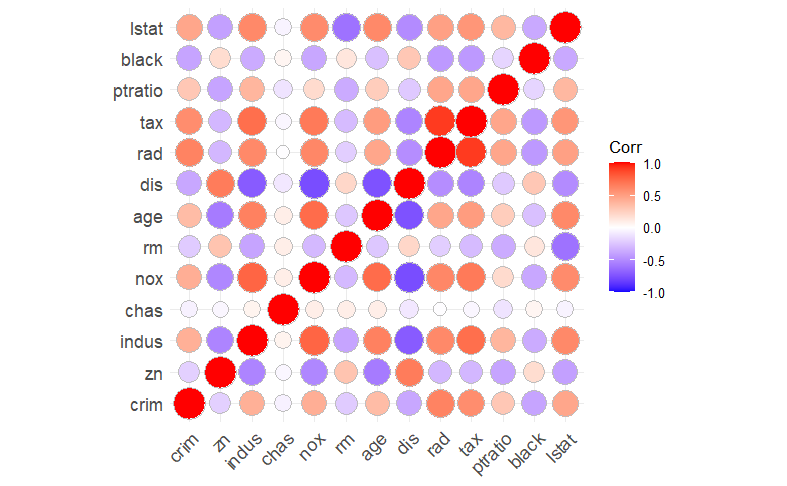 lstat
black
ptratio
tax
rad
dis
age
rm
nox
chas
indus
zn
crim
crim zn indus chas nox rm age dis rad tax ptratio black lstat
Corr
1.0
0.5
0.0
-0.5
-1.0